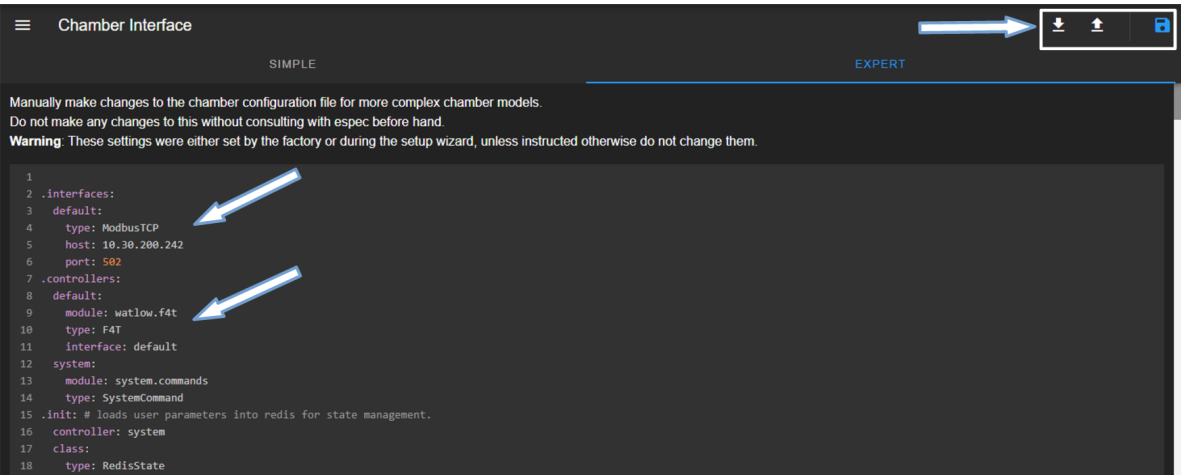 Chamber Interface
SIMPLE
EXPERT
Manually make changes to the chamber configuration file for more complex chamber models.
Do not make any changes to this without consulting with espec before hand.
Warning: These settings were either set by the factory or during the setup wizard, unless instructed otherwise do not change them.
1
2 .interfaces:
3   default:
4     type: ModbusTCP
5     host: 10.30.200.242
6     port: 502
7 .controllers:
8   default:
9     module: watlow.f4t
10     type: F4T
11     interface: default
12   system:
13     module: system.commands
14     type: SystemCommand
15 .init: # loads user parameters into redis for state management.
16   controller: system
17   class:
18     type: RedisState